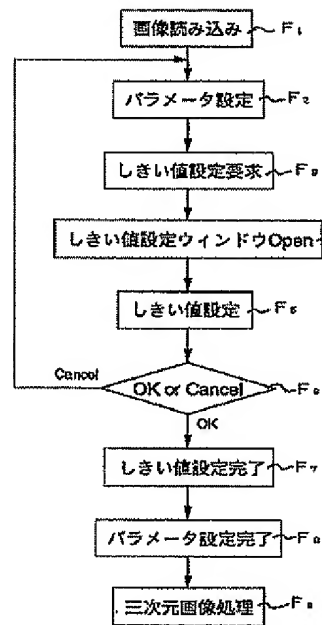 画像読み込み F₁
パラメータ設定 F₂
しきい値設定要求 F₃
しきい値設定ウィンドウOpen
しきい値設定 F₅
Cancel OK or Cancel F₆
OK
しきい値設定完了 F₇
パラメータ設定完了 F₈
三次元画像処理 F₉